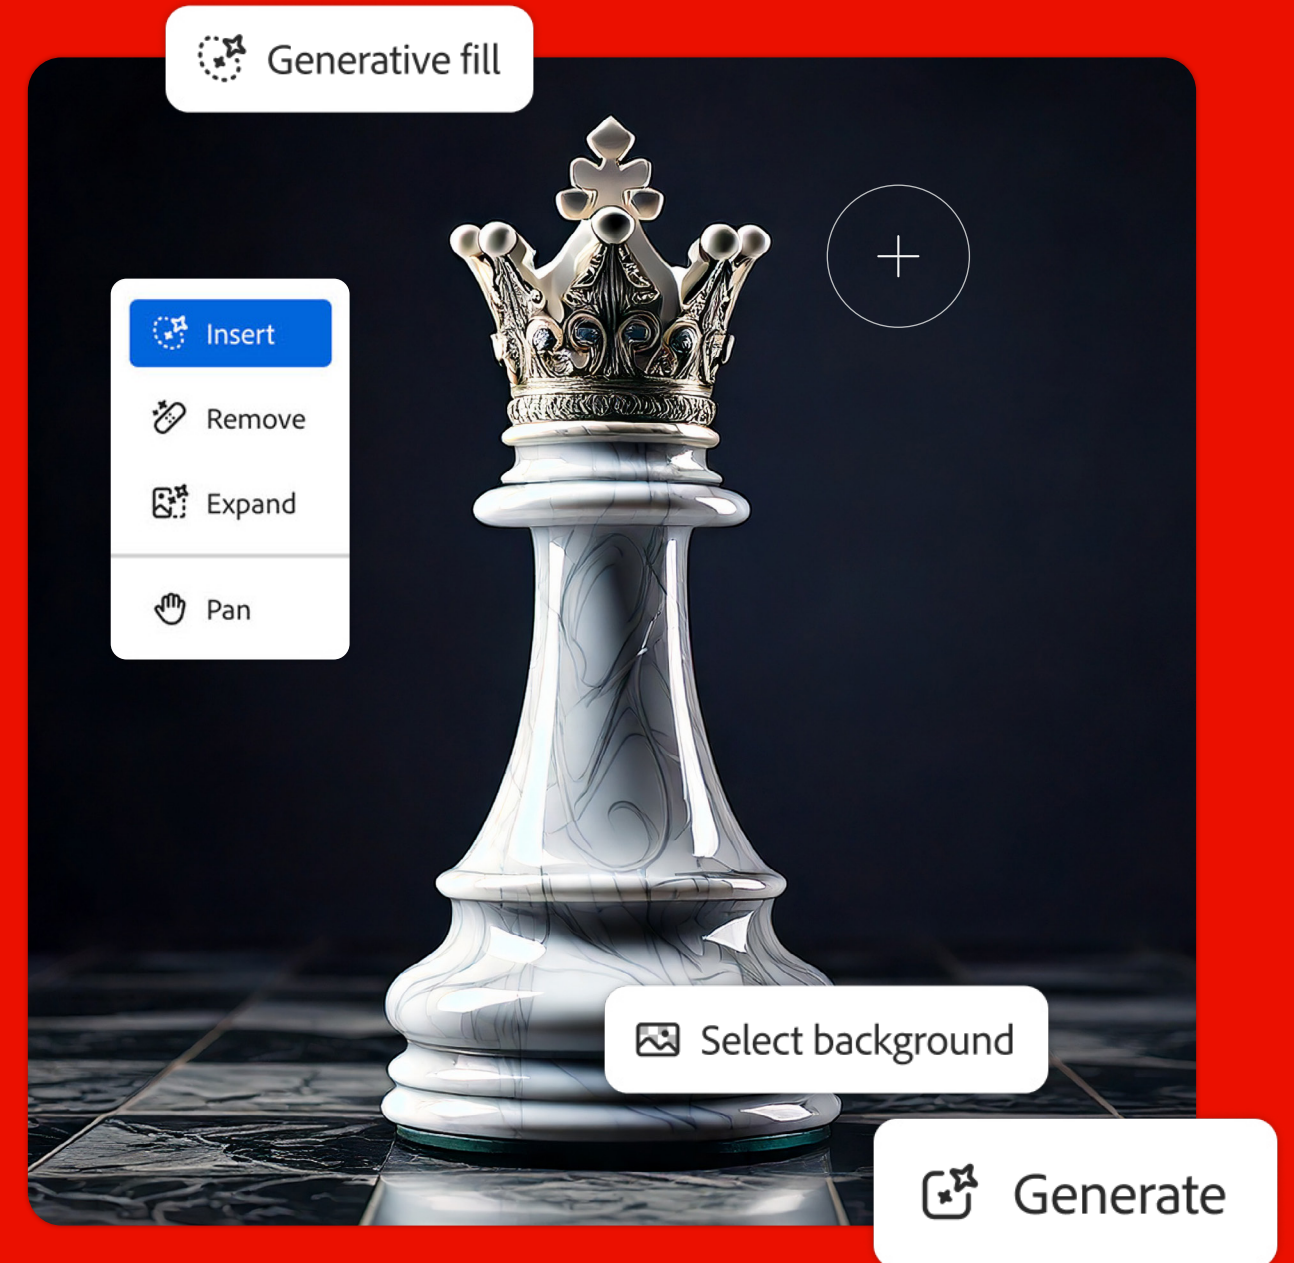 Generative fill
Insert
Remove
Expand
Pan
Select background
Generate